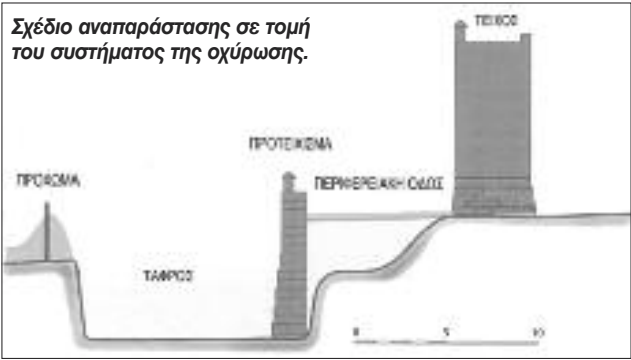 Σχέδιο αναπαράστασης σε τομή
του συστήματος της οχύρωσης.
ΤΕΙΧΟΣ
ΠΡΟΤΕΙΧΙΣΜΑ
ΠΕΡΙΦΕΡΕΙΑΚΗ ΟΔΟΣ
ΠΡΟΧΩΜΑ
ΤΑΦΡΟΣ
0 5 10